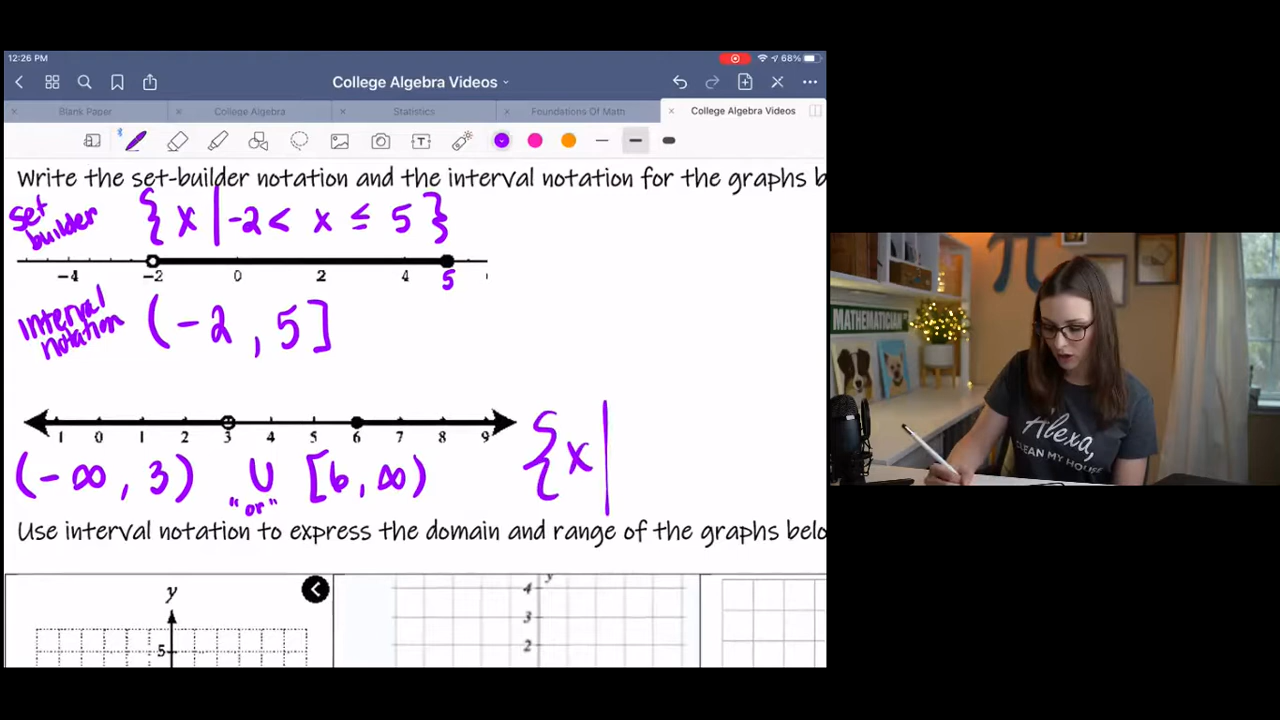 12:26 PM
68%
College Algebra Videos
Blank Paper
College Algebra
Statistics
Foundations Of Math
College Algebra Videos
Write the set-builder notation and the interval notation for the graphs b
Set builder
{ x | -2 < x ≤ 5 }
-4 -2 0 2 4 5
interval notation
( -2 , 5 ]
1 0 1 2 3 4 5 6 7 8 9
(-∞, 3) ∪ [6, ∞)
"or"
{ x |
Use interval notation to express the domain and range of the graphs belo
y
5
y
4
3
2
MATHEMATICIAN
Alexa,
CLEAN MY HOUSE